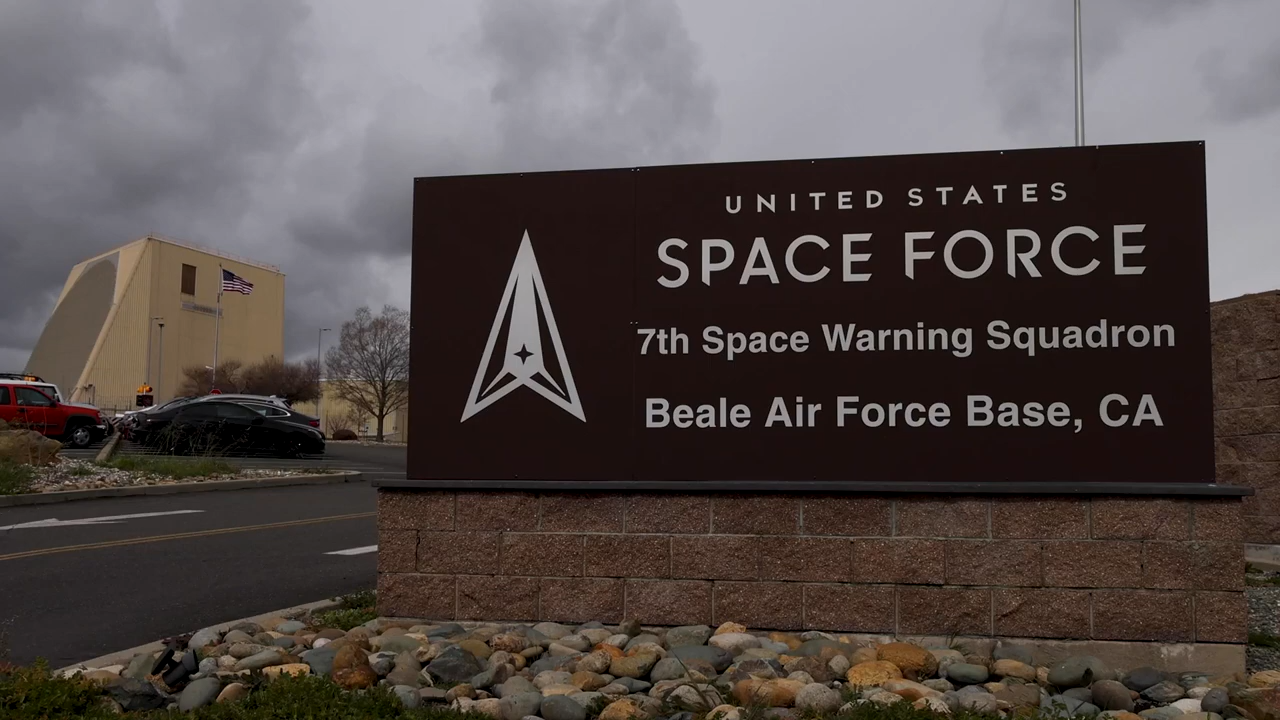 UNITED STATES
SPACE FORCE
7th Space Warning Squadron
Beale Air Force Base, CA